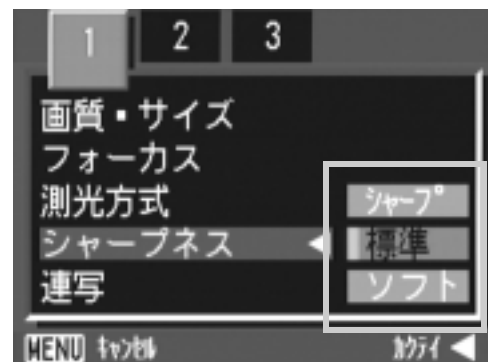 1 2 3
画質・サイズ
フォーカス
測光方式 シャープ
シャープネス ◀ 標準
連写 ソフト
MENU キャンセル カクテイ ◀